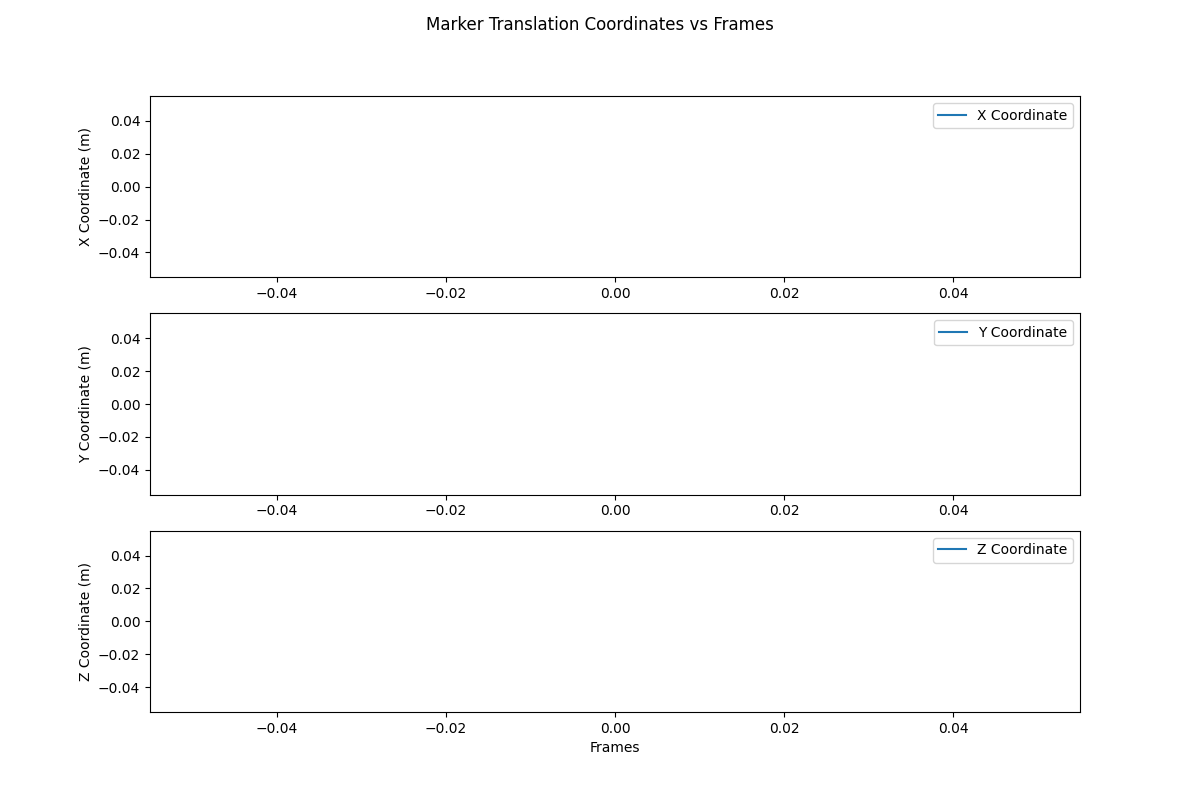 Marker Translation Coordinates vs Frames
X Coordinate (m)
0.04
0.02
0.00
−0.02
−0.04
X Coordinate
−0.04 −0.02 0.00 0.02 0.04
Y Coordinate (m)
0.04
0.02
0.00
−0.02
−0.04
Y Coordinate
−0.04 −0.02 0.00 0.02 0.04
Z Coordinate (m)
0.04
0.02
0.00
−0.02
−0.04
Z Coordinate
−0.04 −0.02 0.00 0.02 0.04
Frames